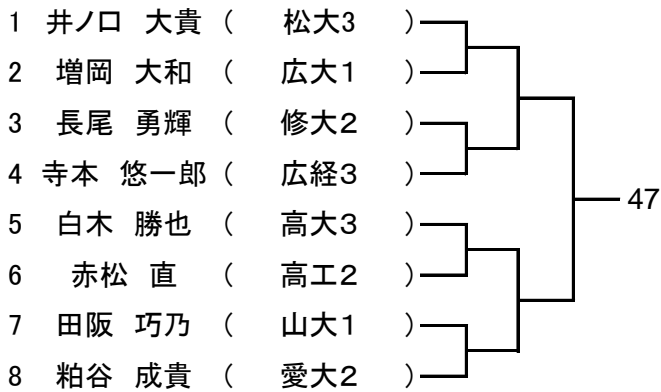 1 井ノ口 大貴 ( 松大3 )
2 増岡 大和 ( 広大1 )
3 長尾 勇輝 ( 修大2 )
4 寺本 悠一郎 ( 広経3 )
47
5 白木 勝也 ( 高大3 )
6 赤松 直 ( 高工2 )
7 田阪 巧乃 ( 山大1 )
8 粕谷 成貴 ( 愛大2 )